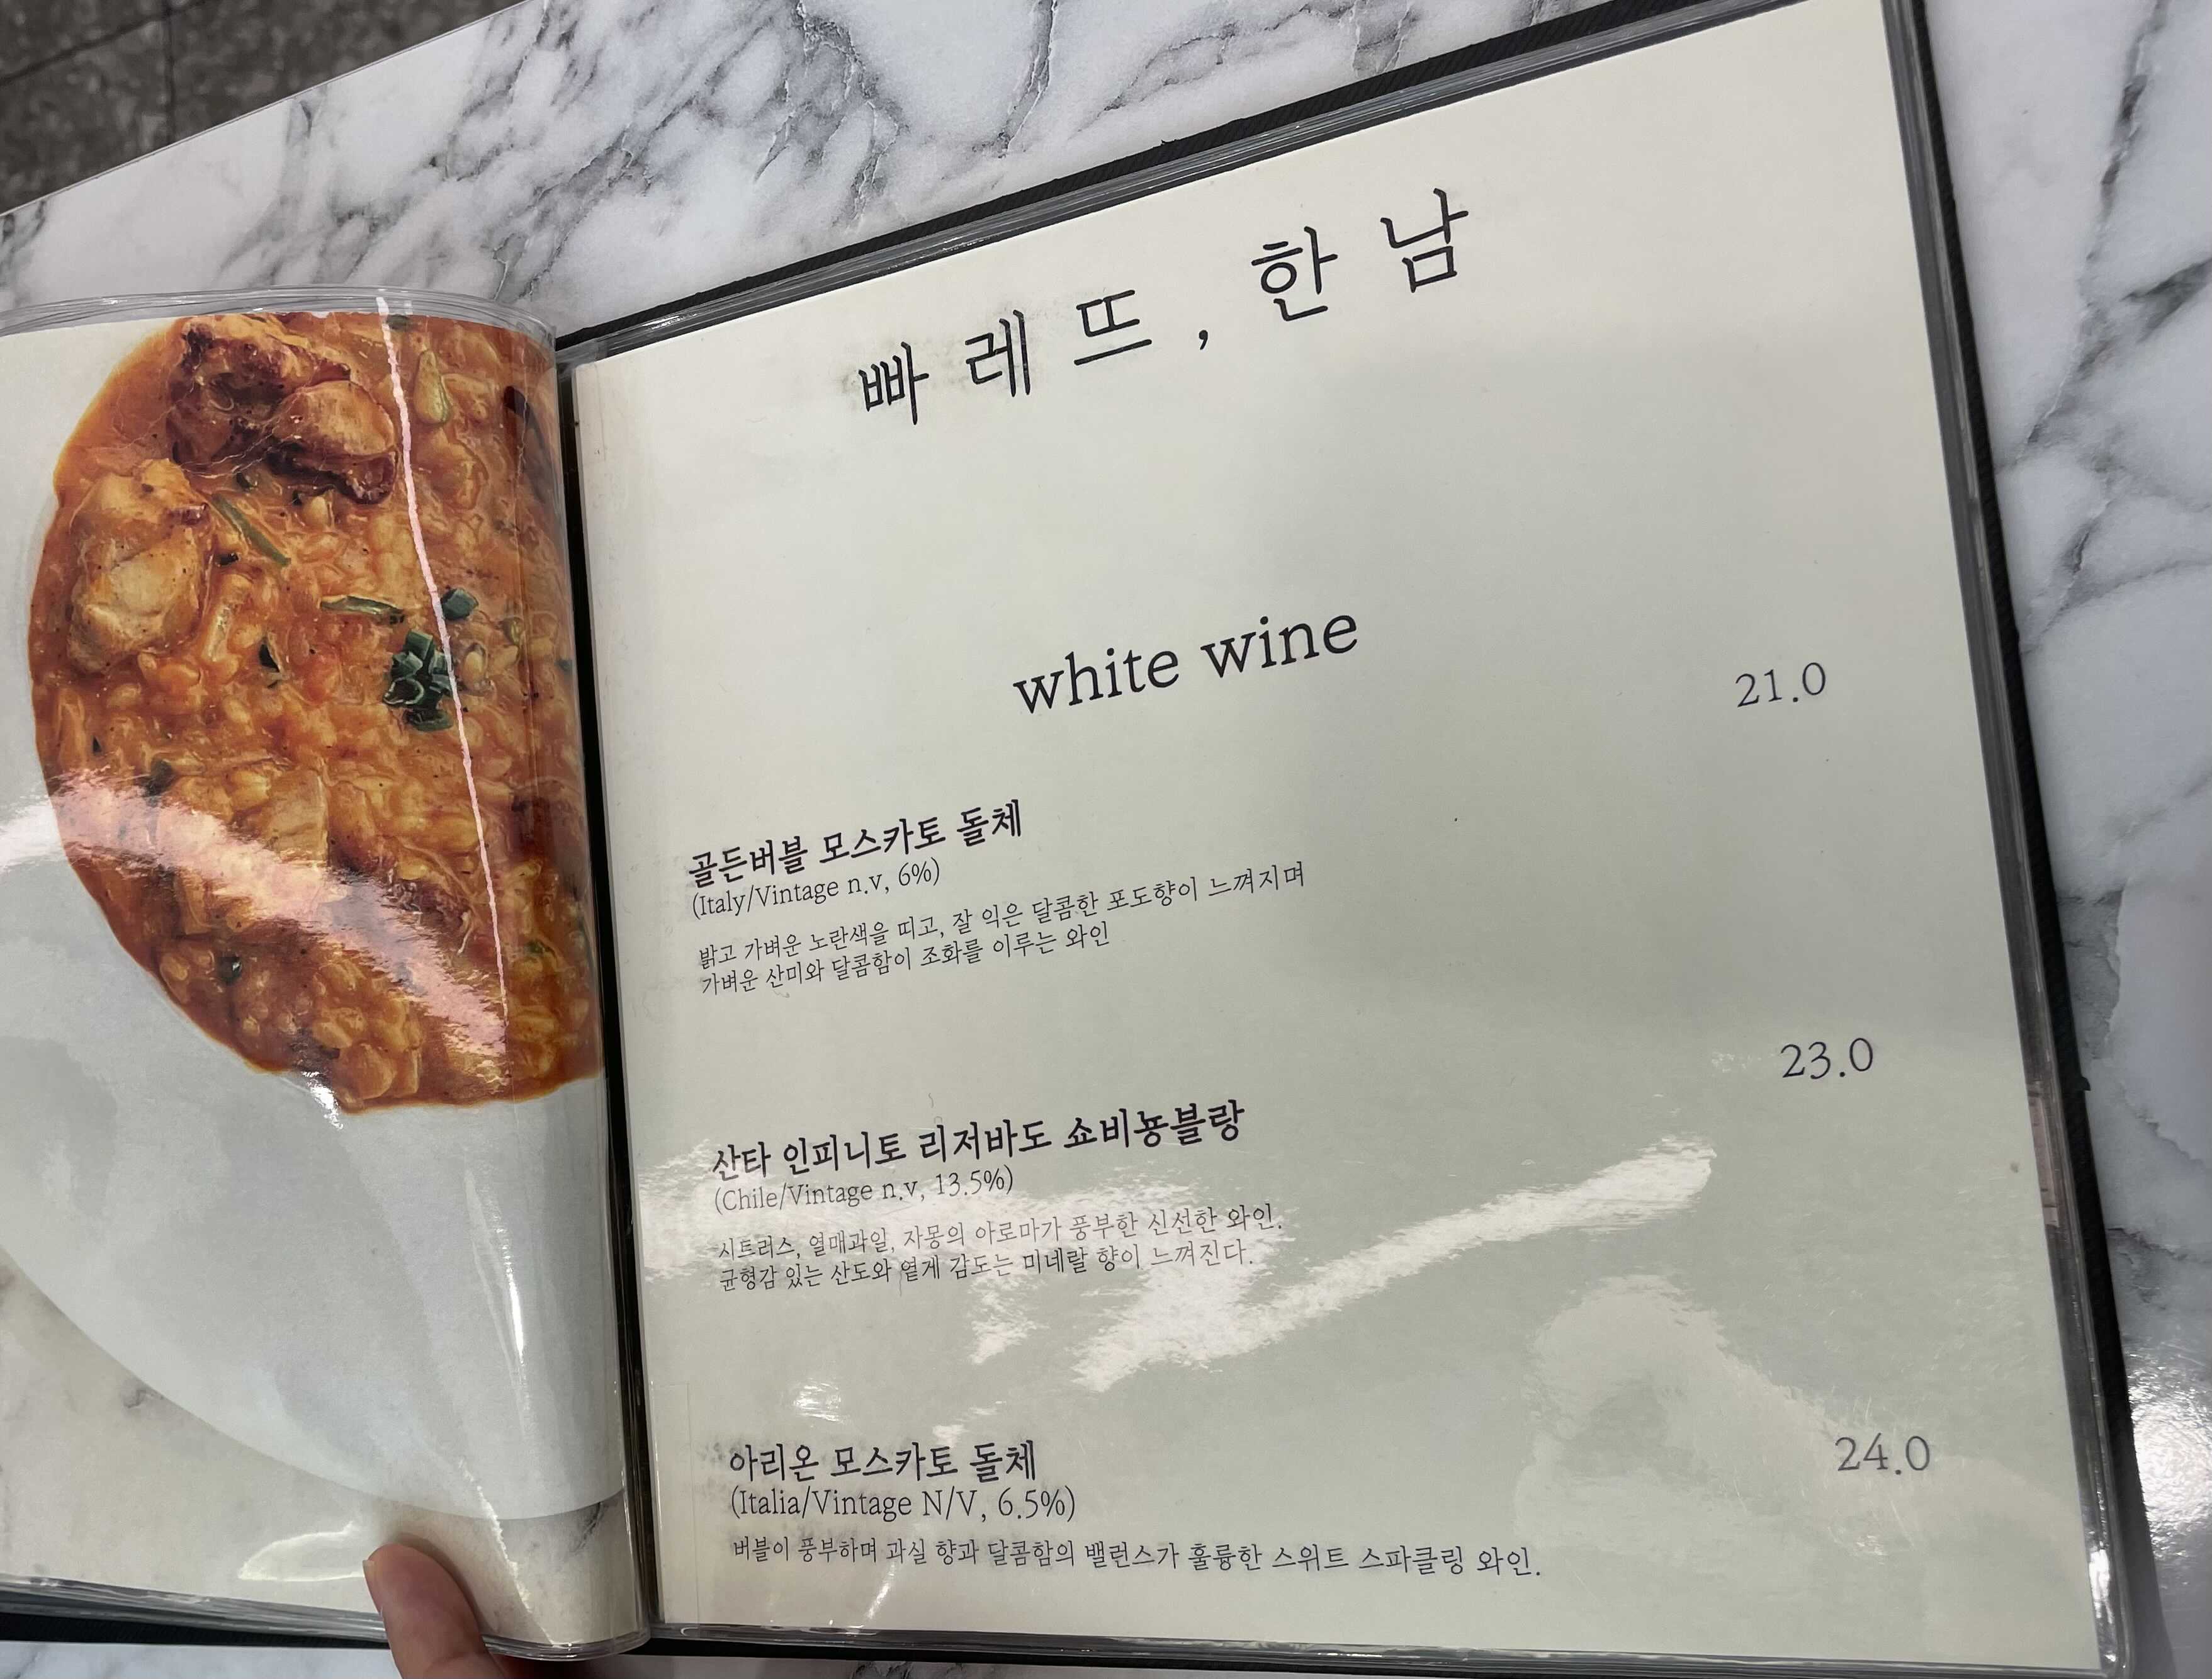 빠레뜨, 한남
white wine
골든버블 모스카토 돌체 21.0
(Italy/Vintage n.v, 6%)
밝고 가벼운 노란색을 띠고, 잘 익은 달콤한 포도향이 느껴지며
가벼운 산미와 달콤함이 조화를 이루는 와인
산타 인피니토 리저바도 쇼비뇽블랑 23.0
(Chile/Vintage n.v, 13.5%)
시트러스, 열매과일, 자몽의 아로마가 풍부한 신선한 와인.
균형감 있는 산도와 옅게 감도는 미네랄 향이 느껴진다.
아리온 모스카토 돌체 24.0
(Italia/Vintage N/V, 6.5%)
버블이 풍부하며 과실 향과 달콤함의 밸런스가 훌륭한 스위트 스파클링 와인.